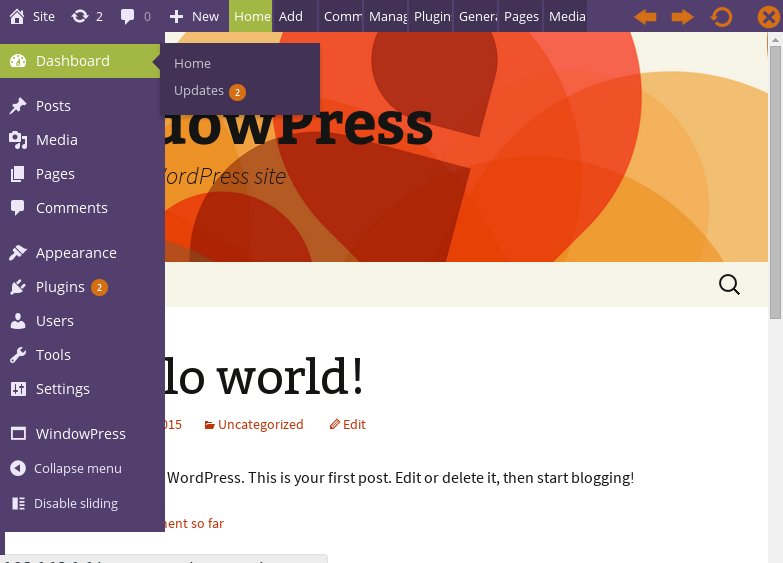 Site 2 0 New Home Add Comm Manag Plugin Genera Pages Media
Dashboard
Home
Updates 2
Posts
Media
Pages
Comments
Appearance
Plugins 2
Users
Tools
Settings
WindowPress
Collapse menu
Disable sliding
dowPress
WordPress site
lo world!
015 Uncategorized Edit
WordPress. This is your first post. Edit or delete it, then start blogging!
ment so far